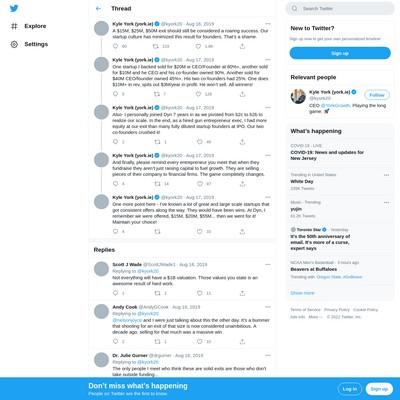 Thread
Search Twitter
Explore
Settings
Kyle York (york.ie) @kyork20 · Aug 16, 2019
A $15M, $25M, $50M exit should still be considered a roaring success. Our
startup culture has minimized this result for founders. That's a shame.
Kyle York (york.ie) @kyork20 · Aug 17, 2019
One startup I backed sold for $20M w CEO/Founder at 80%+, another sold
for $10M and he CEO and his co-founder owned 90%. Another sold for
$40M CEO/founder owned 45%+. His two co-founders had 25%. One does
$10M+ in rev, spits out $3M/year in profit. He won't sell. All winners!
Kyle York (york.ie) @kyork20 · Aug 17, 2019
Also- I personally joined Dyn 7 years in as we pivoted from b2c to b2b to
realize our scale. In the end, as a hired gun entrepreneur exec, I had more
equity at our exit than many fully diluted startup founders at IPO. Our two
co-founders crushed it!
Kyle York (york.ie) @kyork20 · Aug 17, 2019
And finally, please remind every entrepreneur you meet that when they
fundraise they aren't just raising capital to fuel growth. They are selling
pieces of their company to financial firms. The game completely changes.
Kyle York (york.ie) @kyork20 · Aug 17, 2019
One more point here - I've known a lot of great and large scale startups that
got consistent offers along the way. They would have been wins. At Dyn, I
remember we were offered, $15M, $20M, $55M... then we went for it!
Maintain your choice!
Replies
Scott J Wade @ScottJWade1 · Aug 18, 2019
Replying to @kyork20
Not everything will have a $1B valuation. Those values you state is an
awesome result of hard work.
Andy Cook @AndyGCook · Aug 18, 2019
Replying to @kyork20
@nelsonjoyce and I were just talking about this the other day. It's a bummer
that shooting for an exit of that size is now considered unambitious. A
decade ago, selling for that much was a massive win
Dr. Julie Gurner @drgurner · Aug 18, 2019
Replying to @kyork20
The only people I meet who think these are solid exits are those who don't
take outside funding...
New to Twitter?
Sign up now to get your own personalized timeline!
Sign up
Relevant people
Kyle York (york.ie)
@kyork20
Follow
CEO @YorkGrowth. Playing the
long game.
What's happening
COVID-19 · LIVE
COVID-19: News and updates for
New Jersey
Trending in United States
White Day
Music · Trending
yujin
Toronto Star · Yesterday
It's the 50th anniversary of
email. It's more of a curse,
expert says
NCAA Men's Basketball · 3 hours ago
Beavers at Buffaloes
Trending with Oregon State, #GoBeavs
Show more
Terms of Service Privacy Policy Cookie Policy
Ads info More ··· © 2022 Twitter, Inc.
Don't miss what's happening
People on Twitter are the first to know.
Log in
Sign up